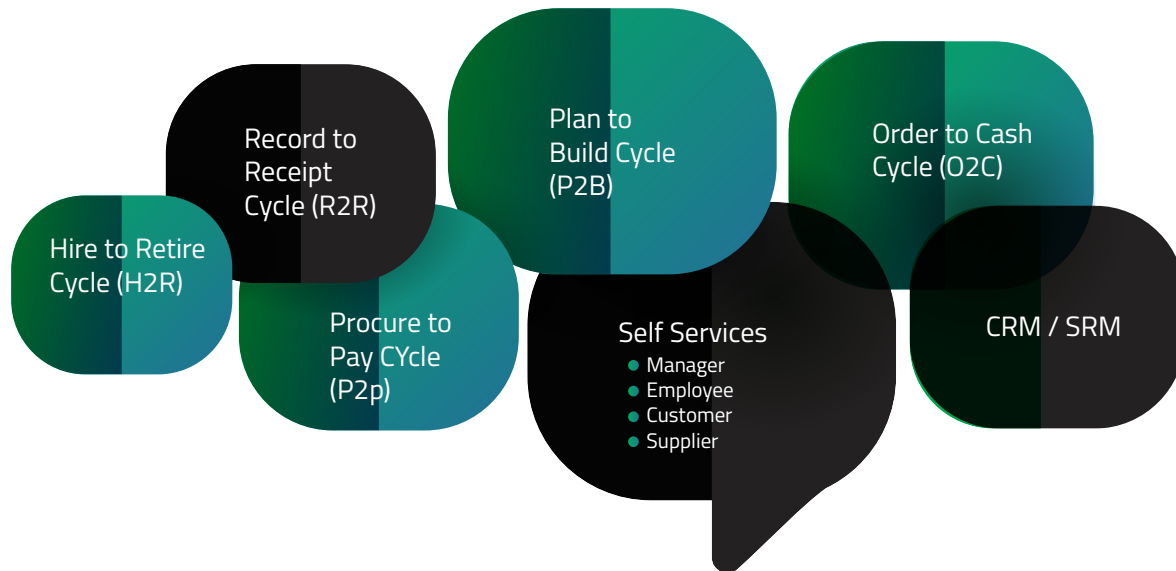 Hire to Retire
Cycle (H2R)
Record to
Receipt
Cycle (R2R)
Procure to
Pay CYcle
(P2p)
Plan to
Build Cycle
(P2B)
Self Services
Manager
Employee
Customer
Supplier
Order to Cash
Cycle (O2C)
CRM / SRM